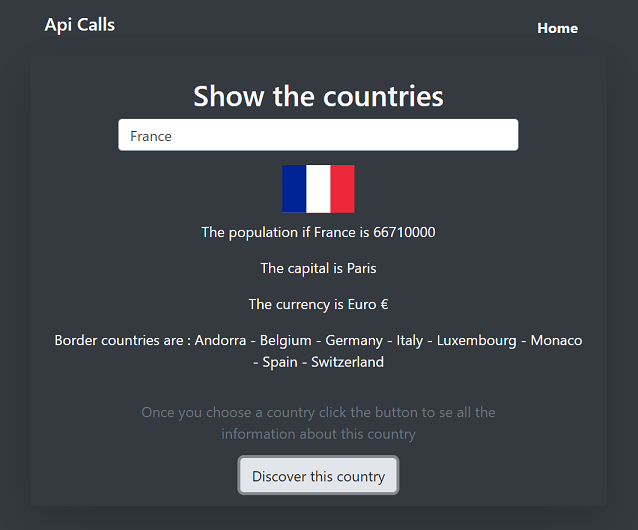 Api Calls
Home
Show the countries
France
The population if France is 66710000
The capital is Paris
The currency is Euro €
Border countries are : Andorra - Belgium - Germany - Italy - Luxembourg - Monaco
- Spain - Switzerland
Once you choose a country click the button to se all the
information about this country
Discover this country